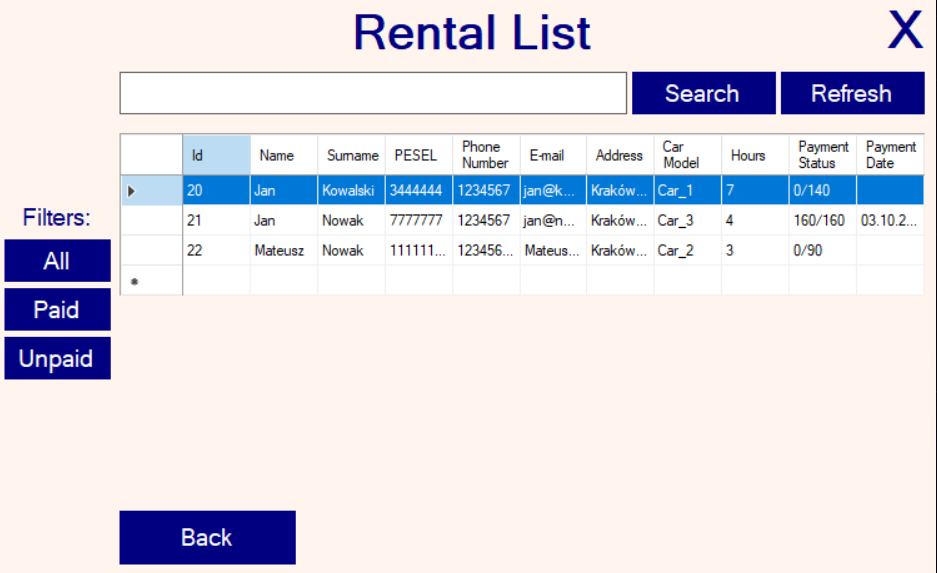 Rental List X
Search Refresh
Id Name Surname PESEL Phone Number E-mail Address Car Model Hours Payment Status Payment Date
20 Jan Kowalski 3444444 1234567 jan@k... Kraków... Car_1 7 0/140
21 Jan Nowak 7777777 1234567 jan@n... Kraków... Car_3 4 160/160 03.10.2...
22 Mateusz Nowak 111111... 123456... Mateus... Kraków... Car_2 3 0/90
Filters:
All
Paid
Unpaid
Back